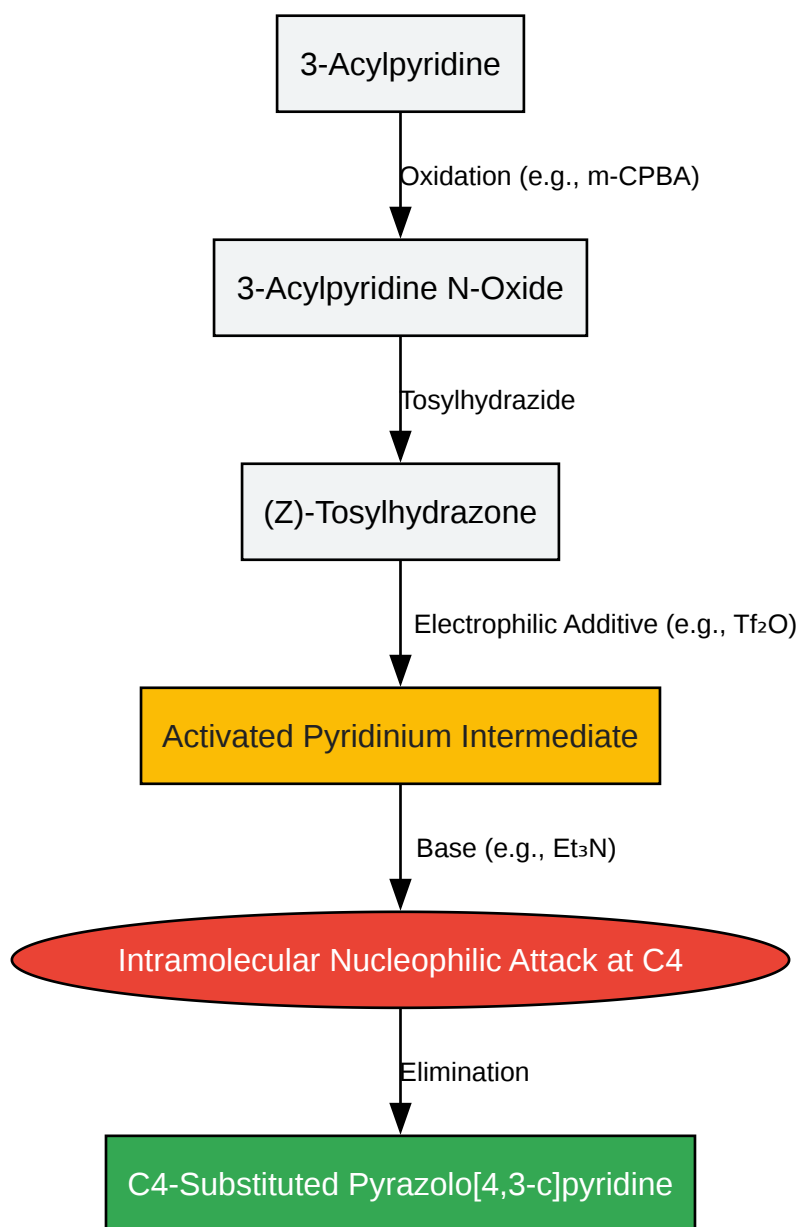 3-Acylpyridine
Oxidation (e.g., m-CPBA)
3-Acylpyridine N-Oxide
Tosylhydrazide
(Z)-Tosylhydrazone
Electrophilic Additive (e.g., Tf₂O)
Activated Pyridinium Intermediate
Base (e.g., Et₃N)
Intramolecular Nucleophilic Attack at C4
Elimination
C4-Substituted Pyrazolo[4,3-c]pyridine